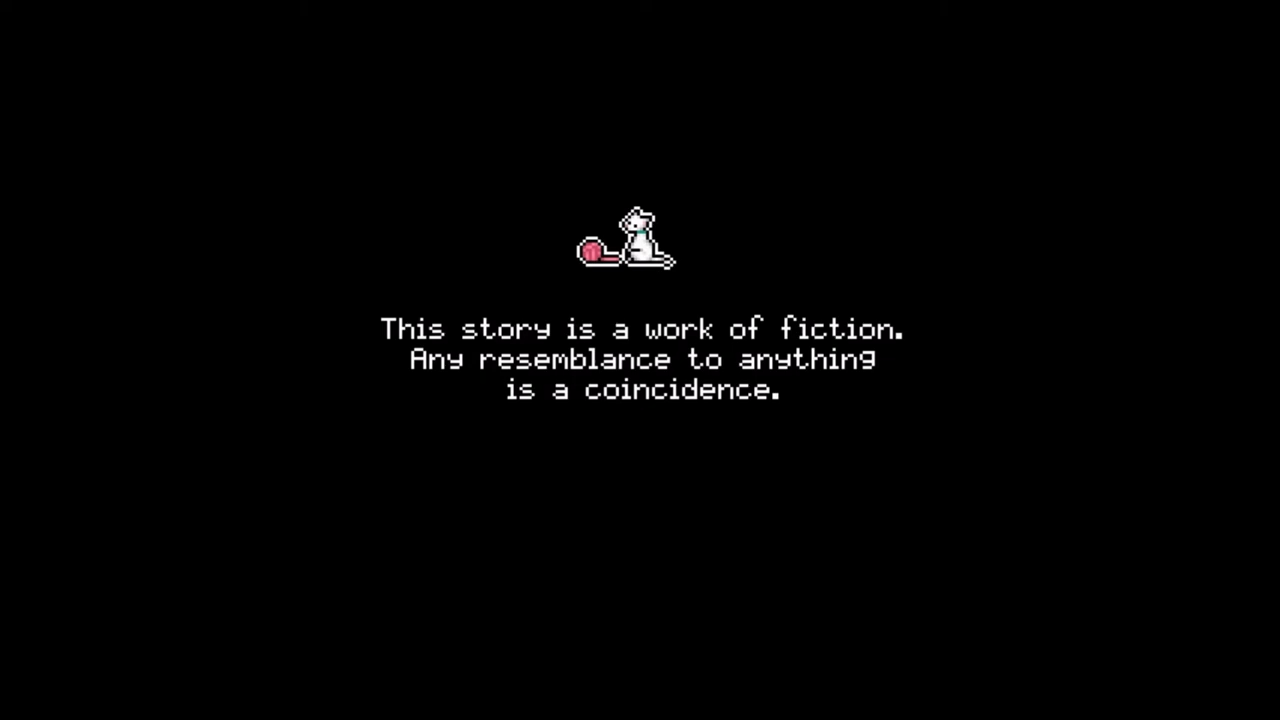 This story is a work of fiction.
Any resemblance to anything
is a coincidence.